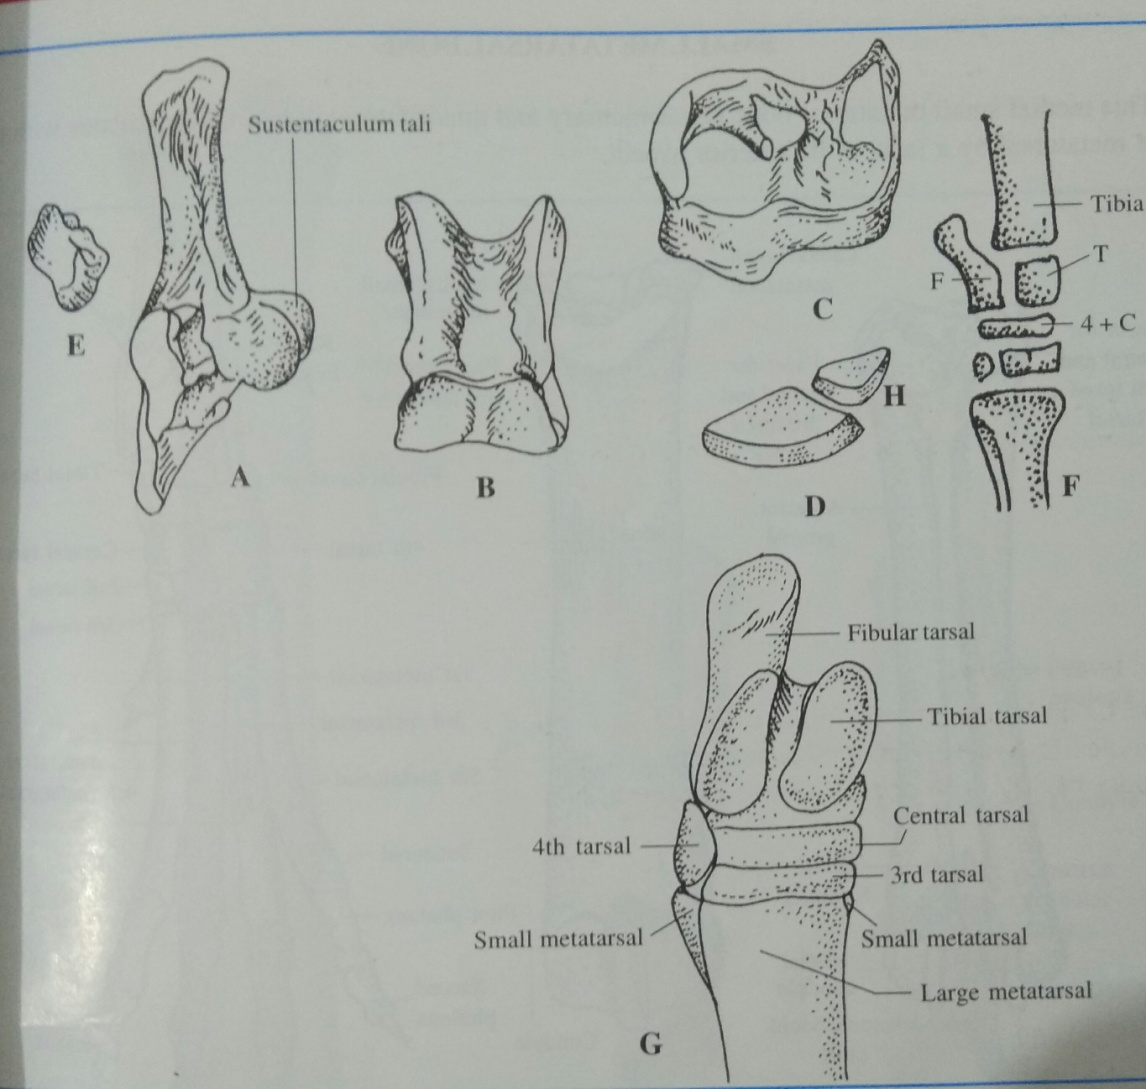 Sustentaculum tali
E
A
B
C
H
D
Tibia
T
F
4 + C
F
Fibular tarsal
Tibial tarsal
Central tarsal
4th tarsal
3rd tarsal
Small metatarsal
Small metatarsal
Large metatarsal
G